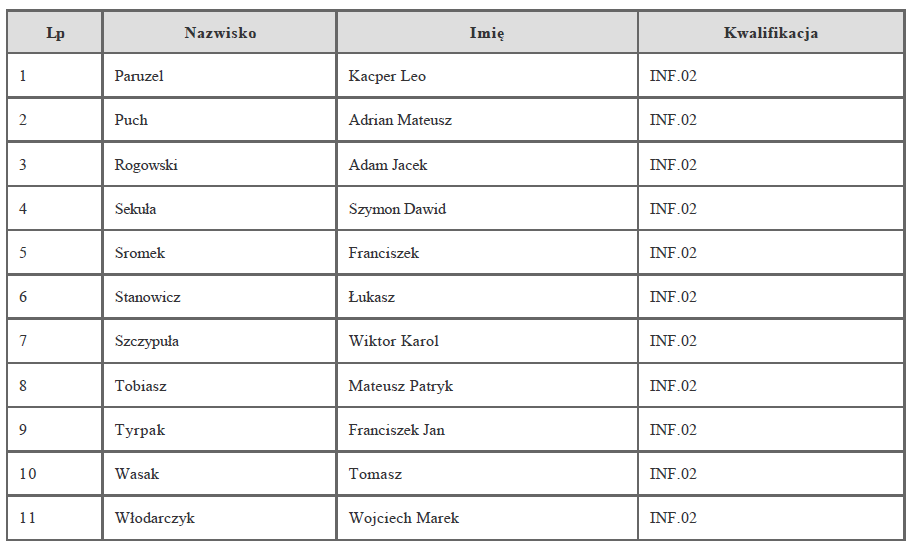 Lp Nazwisko Imię Kwalifikacja
1 Paruzel Kacper Leo INF.02
2 Puch Adrian Mateusz INF.02
3 Rogowski Adam Jacek INF.02
4 Sekuła Szymon Dawid INF.02
5 Sromek Franciszek INF.02
6 Stanowicz Łukasz INF.02
7 Szczypuła Wiktor Karol INF.02
8 Tobiasz Mateusz Patryk INF.02
9 Tyrpak Franciszek Jan INF.02
10 Wasak Tomasz INF.02
11 Włodarczyk Wojciech Marek INF.02